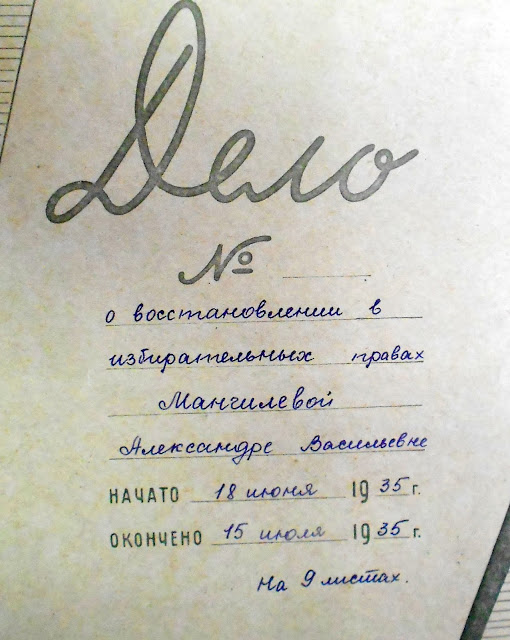 Дело
№
о восстановлении в
избирательных правах
Мангилевой
Александре Васильевне
НАЧАТО 18 июня 1935 г.
ОКОНЧЕНО 15 июля 1935 г.
На 9 листах.